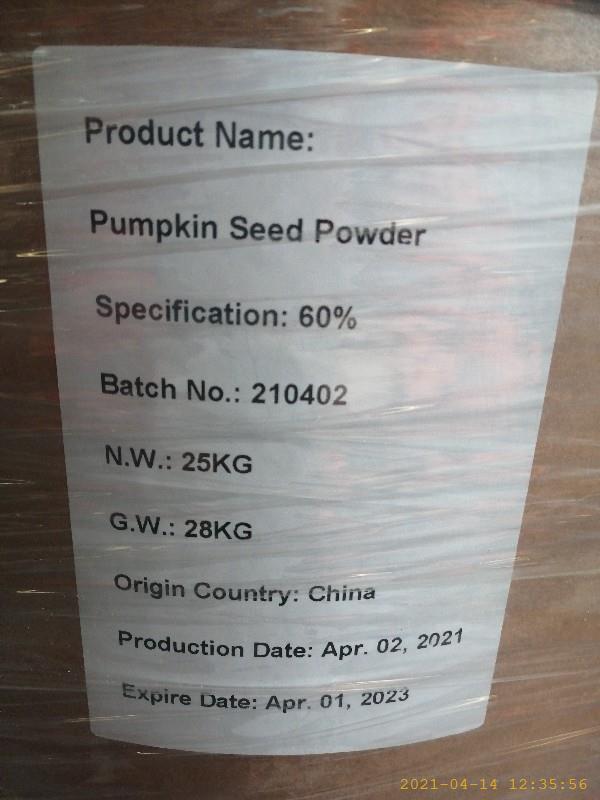 Product Name:
Pumpkin Seed Powder
Specification: 60%
Batch No.: 210402
N.W.: 25KG
G.W.: 28KG
Origin Country: China
Production Date: Apr. 02, 2021
Expire Date: Apr. 01, 2023
2021-04-14 12:35:56